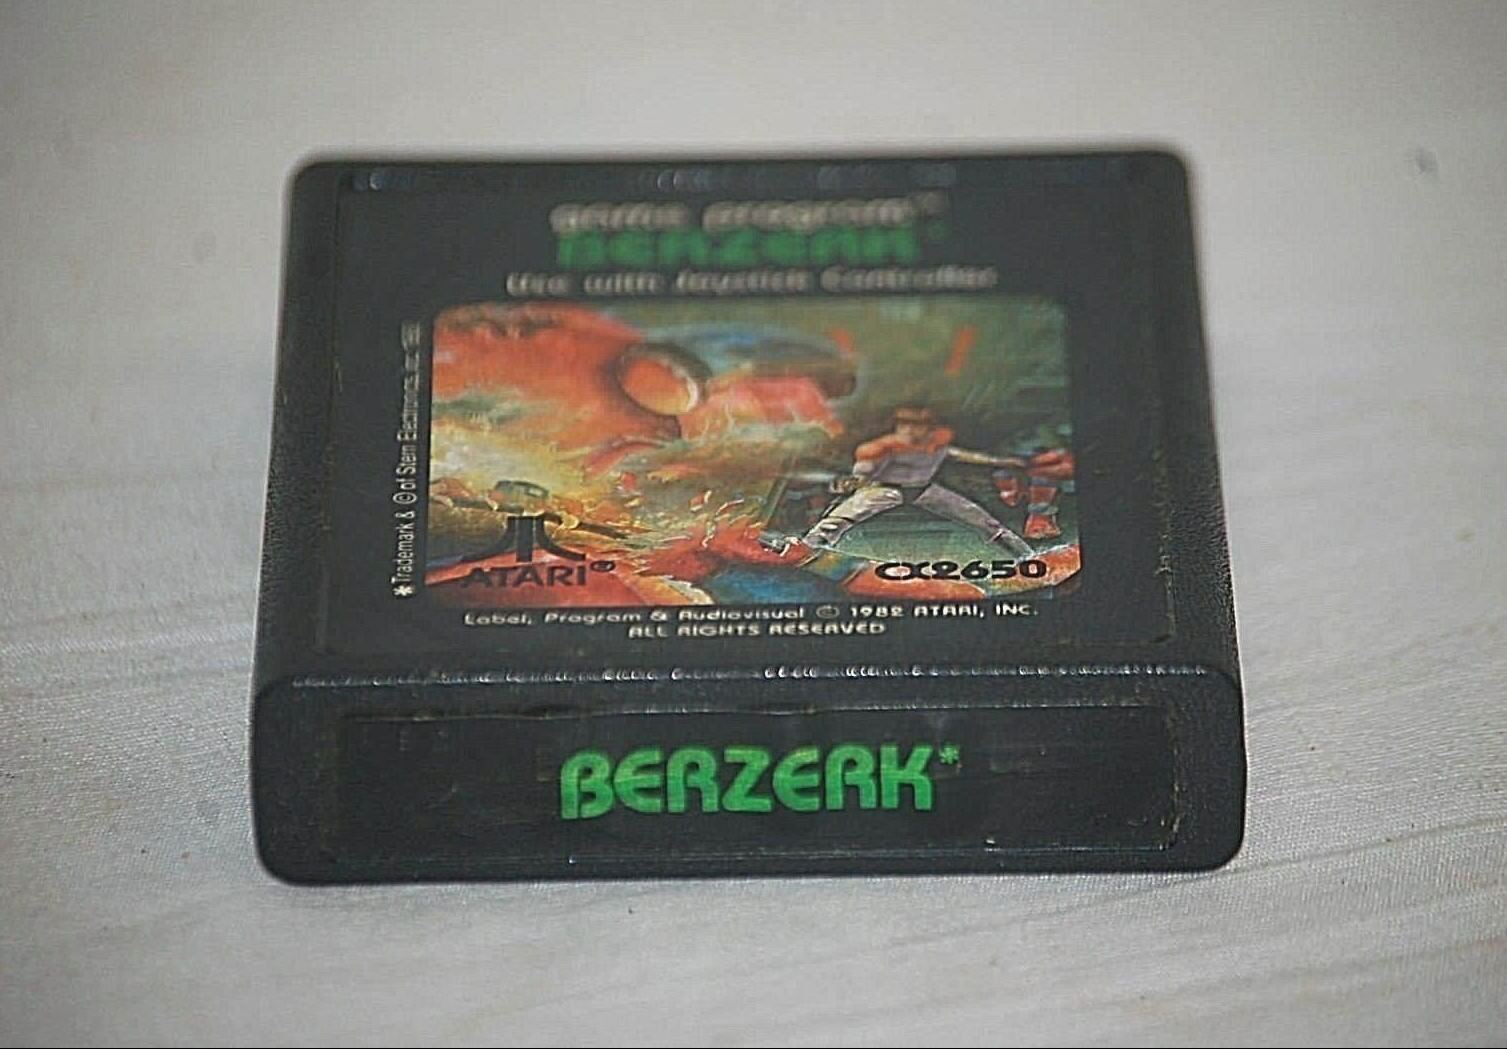 game program™
BERZERK*
Use with Joystick Controller
*Trademark & © of Stern Electronics, Inc. 1980
ATARI®
CX2650
Label, Program & Audiovisual © 1982 ATARI, INC.
ALL RIGHTS RESERVED
BERZERK*